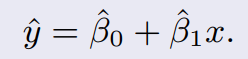 ŷ = β̂₀ + β̂₁x.